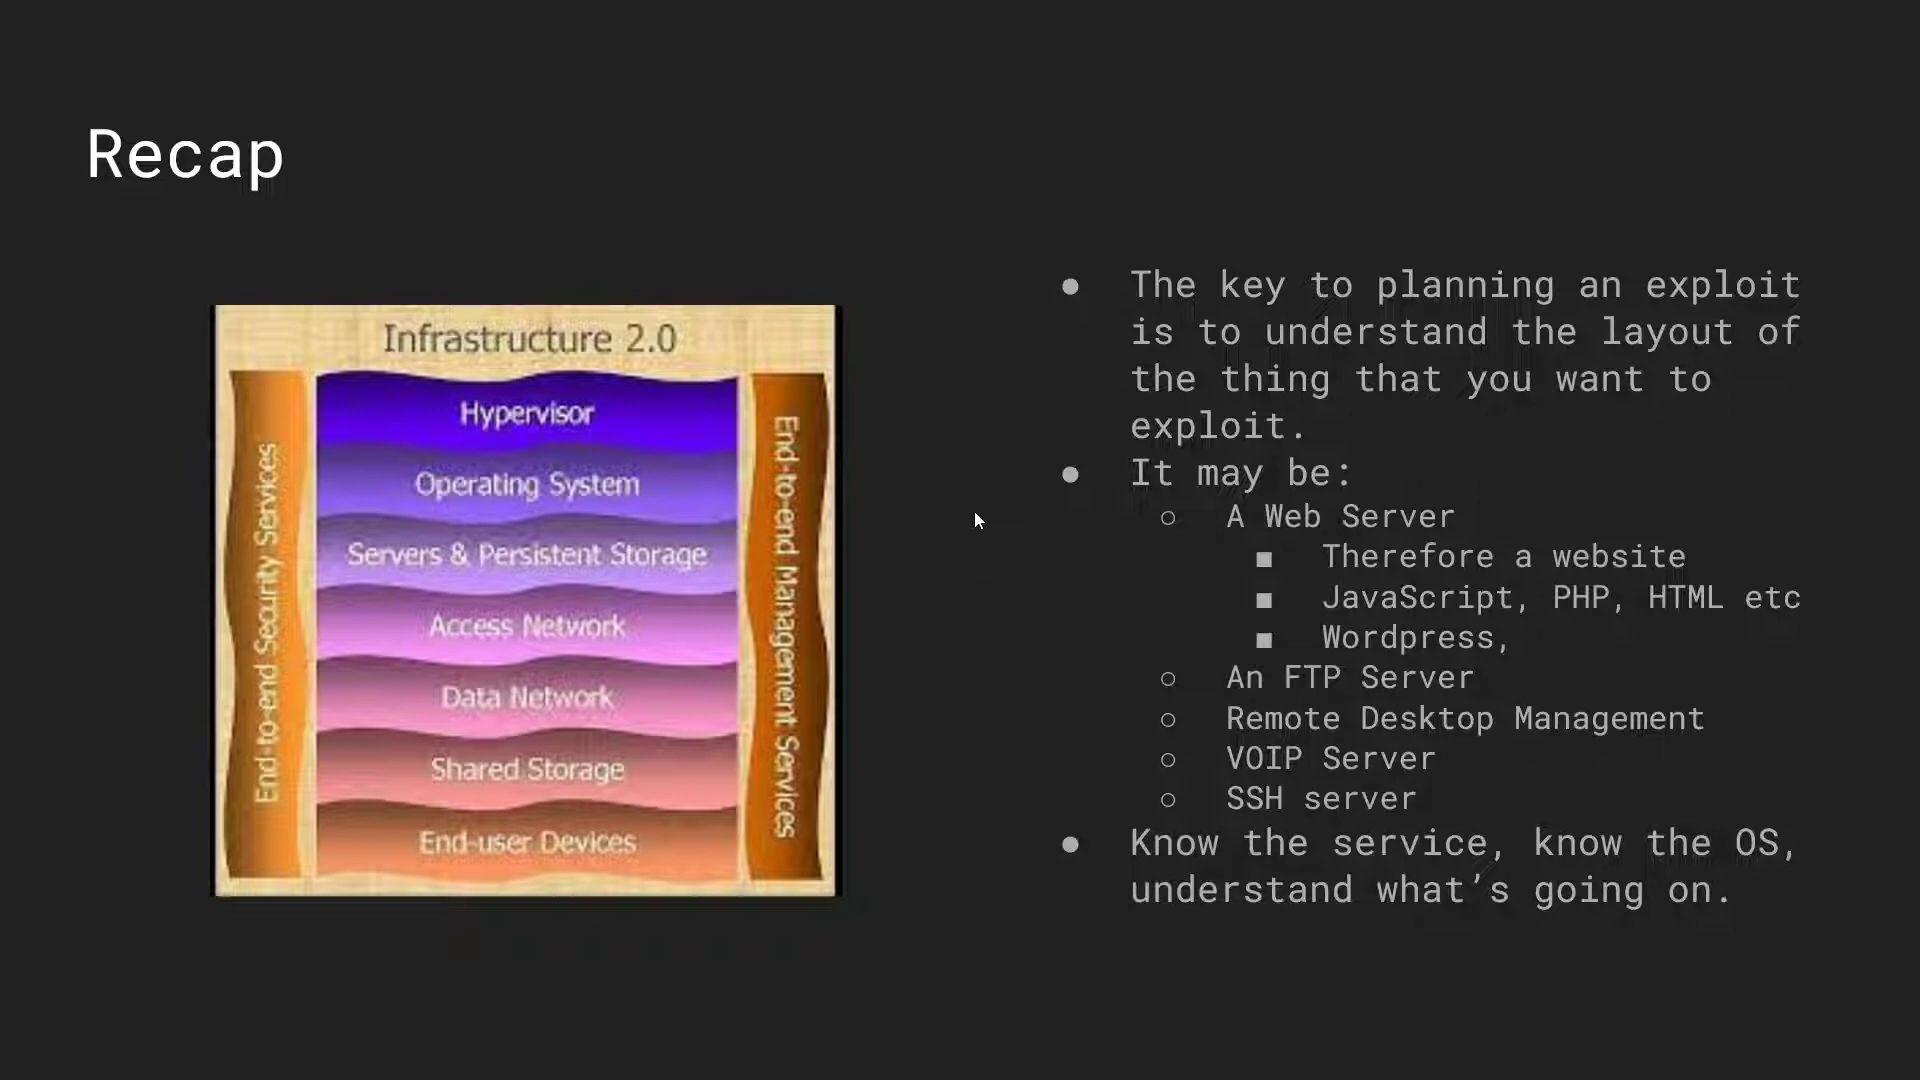 Recap
Infrastructure 2.0
End-to-end Security Services
Hypervisor
Operating System
Servers & Persistent Storage
Access Network
Data Network
Shared Storage
End-user Devices
End-to-end Management Services
● The key to planning an exploit
is to understand the layout of
the thing that you want to
exploit.
● It may be:
○ A Web Server
■ Therefore a website
■ JavaScript, PHP, HTML etc
■ Wordpress,
○ An FTP Server
○ Remote Desktop Management
○ VOIP Server
○ SSH server
● Know the service, know the OS,
understand what’s going on.